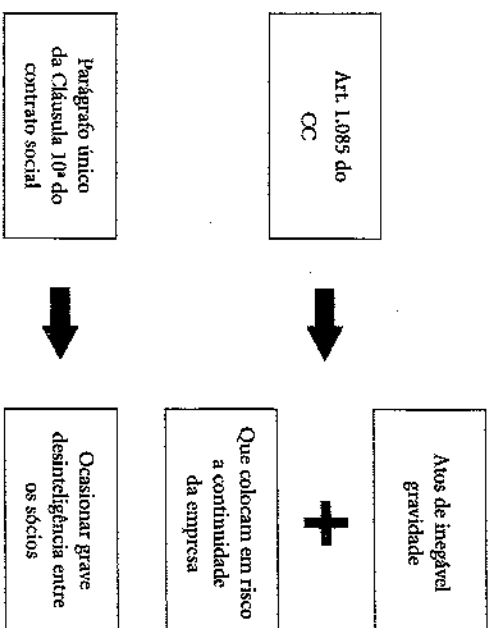 Art. 1.085 do
CC
Atos de inegável
gravidade
Que colocam em risco
a continuidade
da empresa
Parágrafo único
da Cláusula 10ª do
contrato social
Ocasionar grave
desinteligência entre
os sócios